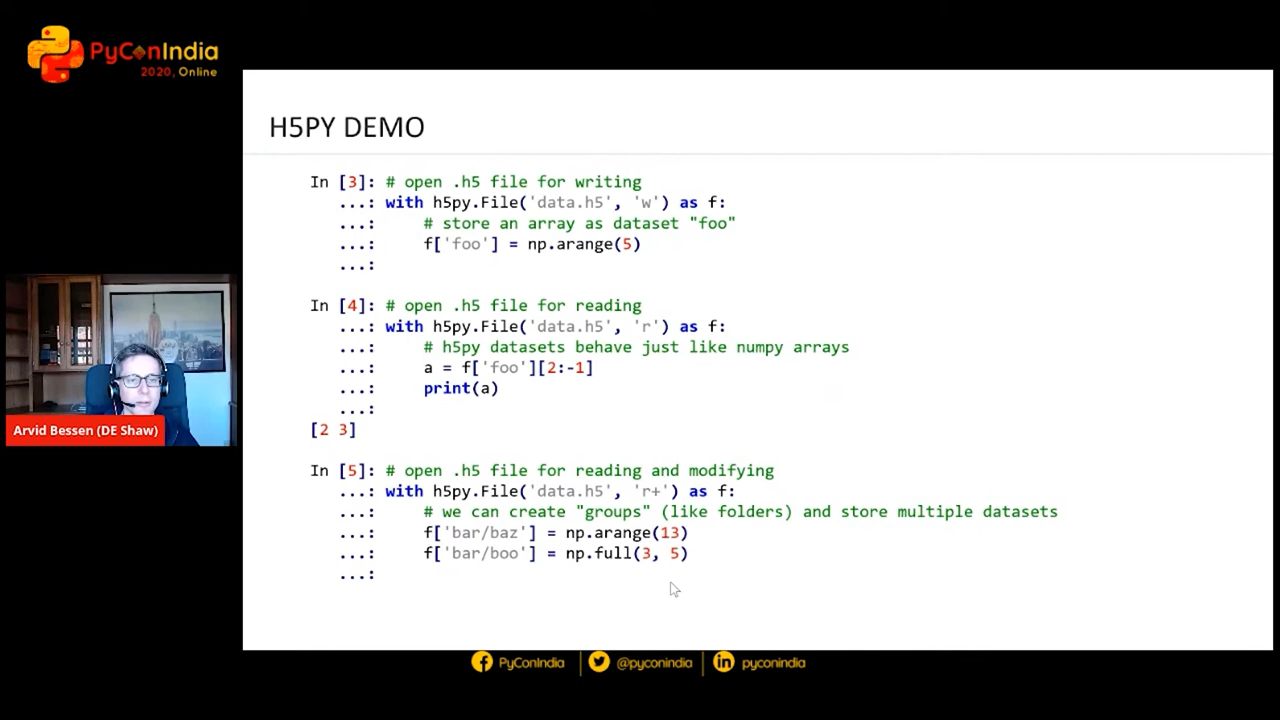 PyConIndia
2020, Online
H5PY DEMO
In [3]: # open .h5 file for writing
...: with h5py.File('data.h5', 'w') as f:
...:     # store an array as dataset "foo"
...:     f['foo'] = np.arange(5)
...:
In [4]: # open .h5 file for reading
...: with h5py.File('data.h5', 'r') as f:
...:     # h5py datasets behave just like numpy arrays
...:     a = f['foo'][2:-1]
...:     print(a)
...:
[2 3]
In [5]: # open .h5 file for reading and modifying
...: with h5py.File('data.h5', 'r+') as f:
...:     # we can create "groups" (like folders) and store multiple datasets
...:     f['bar/baz'] = np.arange(13)
...:     f['bar/boo'] = np.full(3, 5)
...:
Arvid Bessen (DE Shaw)
PyConIndia
@pyconindia
pyconindia